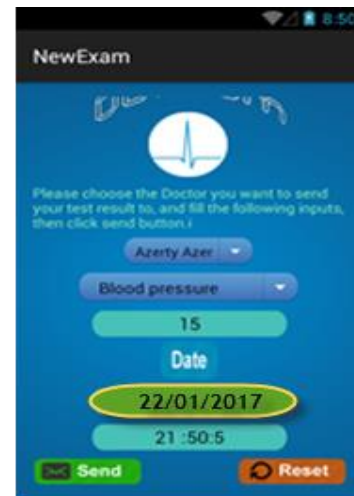 8:50
NewExam
Please choose the Doctor you want to send
your test result to, and fill the following inputs,
then click send button.i
Azerty Azer
Blood pressure
15
Date
22/01/2017
21 :50:5
Send
Reset